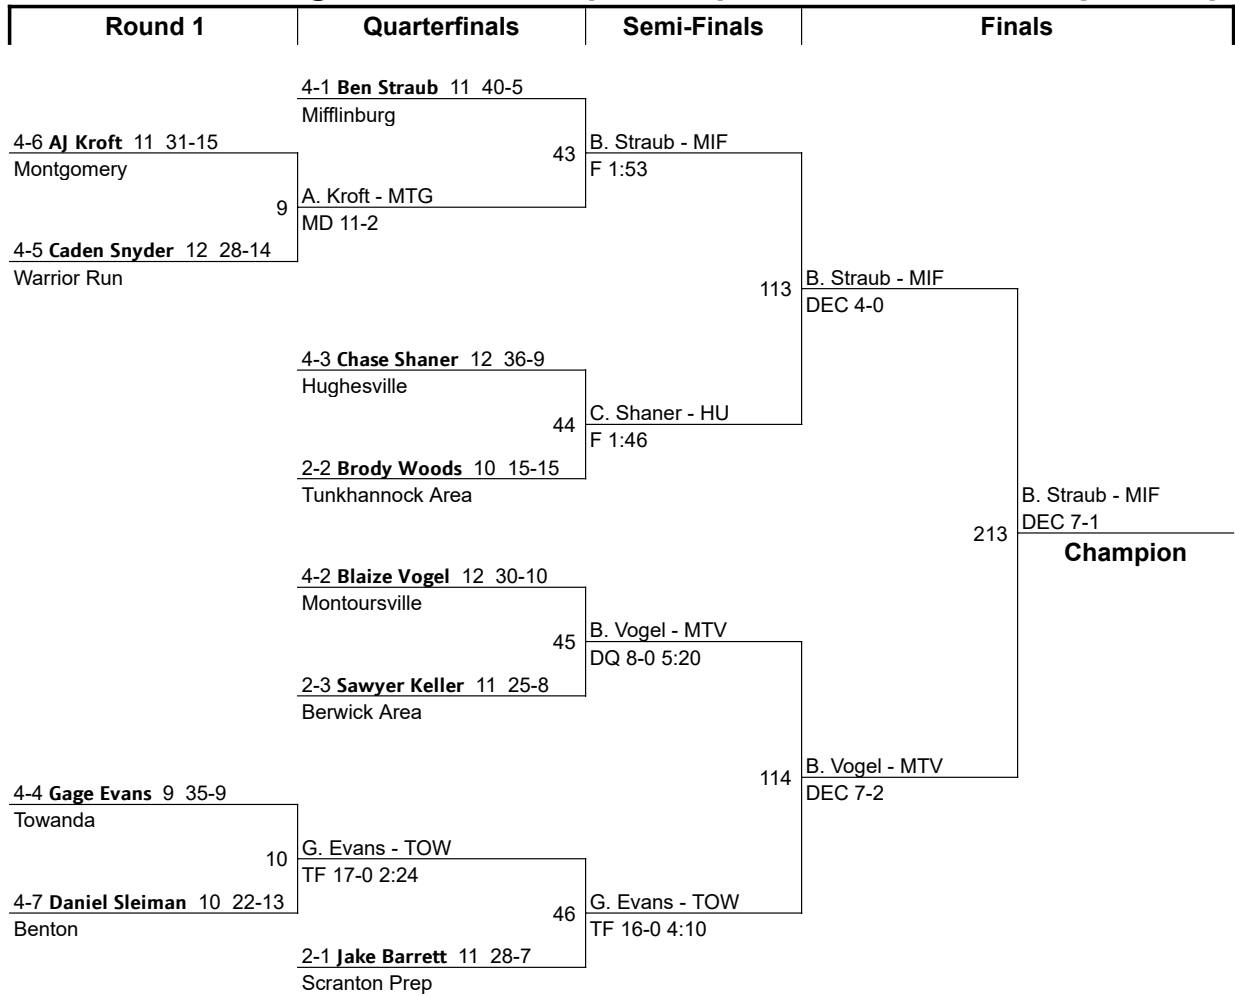 Round 1 Quarterfinals Semi-Finals Finals
4-1 Ben Straub 11 40-5
Mifflinburg
4-6 AJ Kroft 11 31-15
Montgomery
43
B. Straub - MIF
F 1:53
9
A. Kroft - MTG
MD 11-2
4-5 Caden Snyder 12 28-14
Warrior Run
113
B. Straub - MIF
DEC 4-0
4-3 Chase Shaner 12 36-9
Hughesville
44
C. Shaner - HU
F 1:46
2-2 Brody Woods 10 15-15
Tunkhannock Area
213
B. Straub - MIF
DEC 7-1
Champion
4-2 Blaize Vogel 12 30-10
Montoursville
45
B. Vogel - MTV
DQ 8-0 5:20
2-3 Sawyer Keller 11 25-8
Berwick Area
114
B. Vogel - MTV
DEC 7-2
4-4 Gage Evans 9 35-9
Towanda
10
G. Evans - TOW
TF 17-0 2:24
4-7 Daniel Sleiman 10 22-13
Benton
46
G. Evans - TOW
TF 16-0 4:10
2-1 Jake Barrett 11 28-7
Scranton Prep